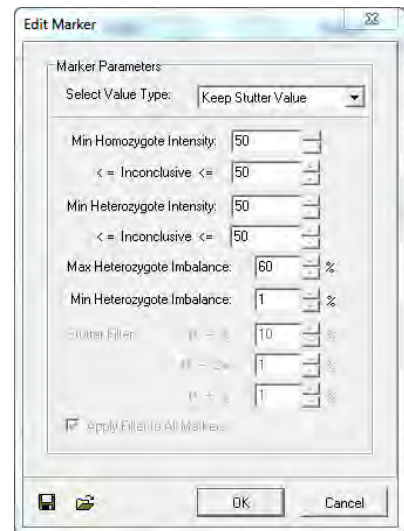 Edit Marker
Marker Parameters
Select Value Type: Keep Stutter Value
Min Homozygote Intensity: 50
< = Inconclusive <= 50
Min Heterozygote Intensity: 50
< = Inconclusive <= 50
Max Heterozygote Imbalance: 60 %
Min Heterozygote Imbalance: 1 %
Stutter Filter: 10 %
1 %
1 %
Apply Filter to All Markers
OK Cancel